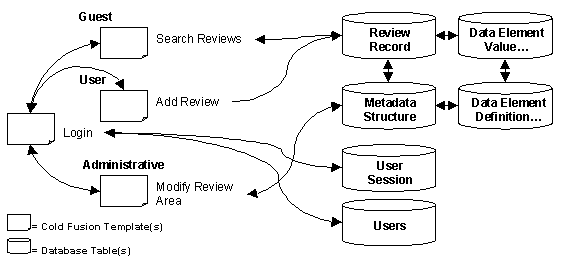 Guest
Search Reviews
Review
Record
Data Element
Value...
User
Add Review
Metadata
Structure
Data Element
Definition...
Login
Administrative
User
Session
Modify Review
Area
Users
= Cold Fusion Template(s)
= Database Table(s)